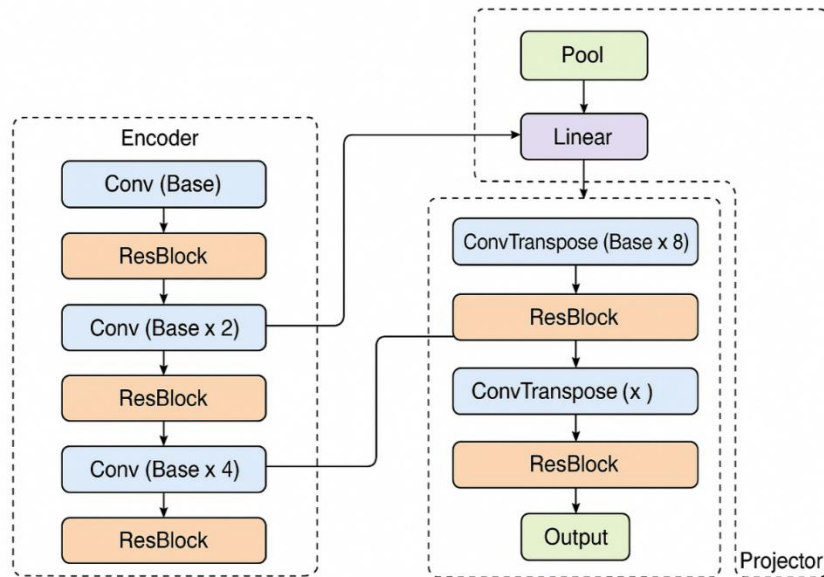 Encoder
Conv (Base)
ResBlock
Conv (Base x 2)
ResBlock
Conv (Base x 4)
ResBlock
Pool
Linear
ConvTranspose (Base x 8)
ResBlock
ConvTranspose (x )
ResBlock
Output
Projector